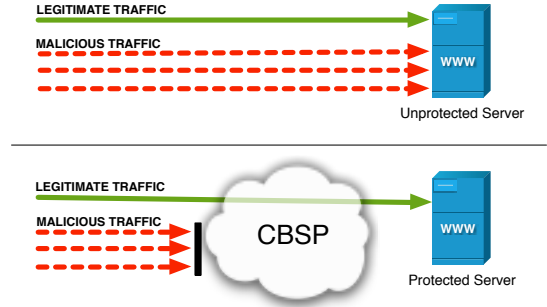 LEGITIMATE TRAFFIC
MALICIOUS TRAFFIC
WWW
Unprotected Server
LEGITIMATE TRAFFIC
MALICIOUS TRAFFIC
CBSP
WWW
Protected Server